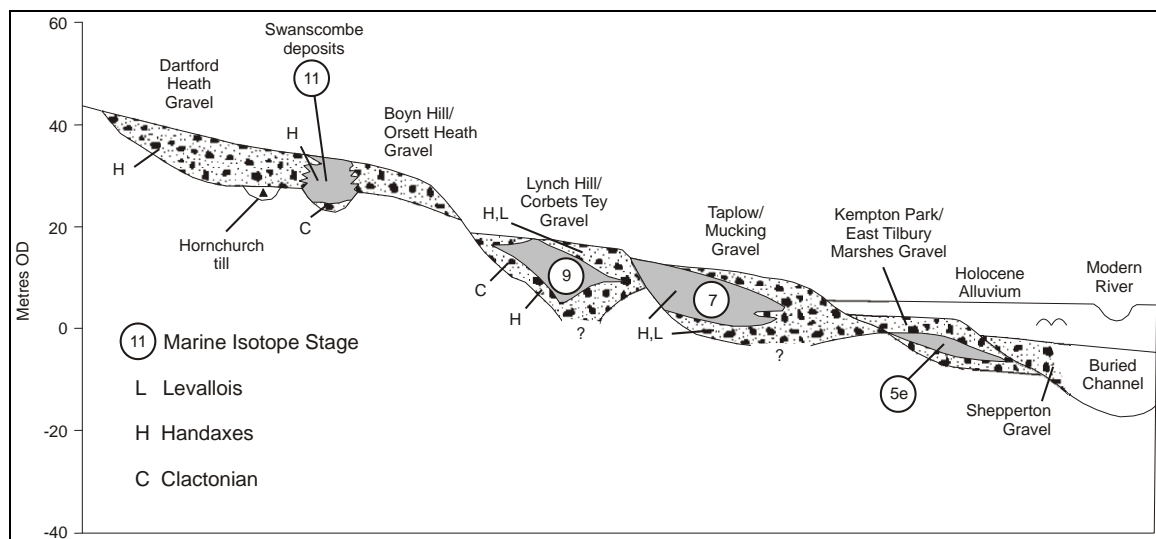 60
40
20
0
-20
-40
Metres OD
Dartford
Heath
Gravel
H
Swanscombe
deposits
11
H
C
Hornchurch
till
Boyn Hill/
Orsett Heath
Gravel
Lynch Hill/
Corbets Tey
Gravel
H,L
9
C
H
?
Taplow/
Mucking
Gravel
7
H,L
?
Kempton Park/
East Tilbury
Marshes Gravel
5e
Holocene
Alluvium
Modern
River
Shepperton
Gravel
Buried
Channel
11 Marine Isotope Stage
L Levallois
H Handaxes
C Clactonian